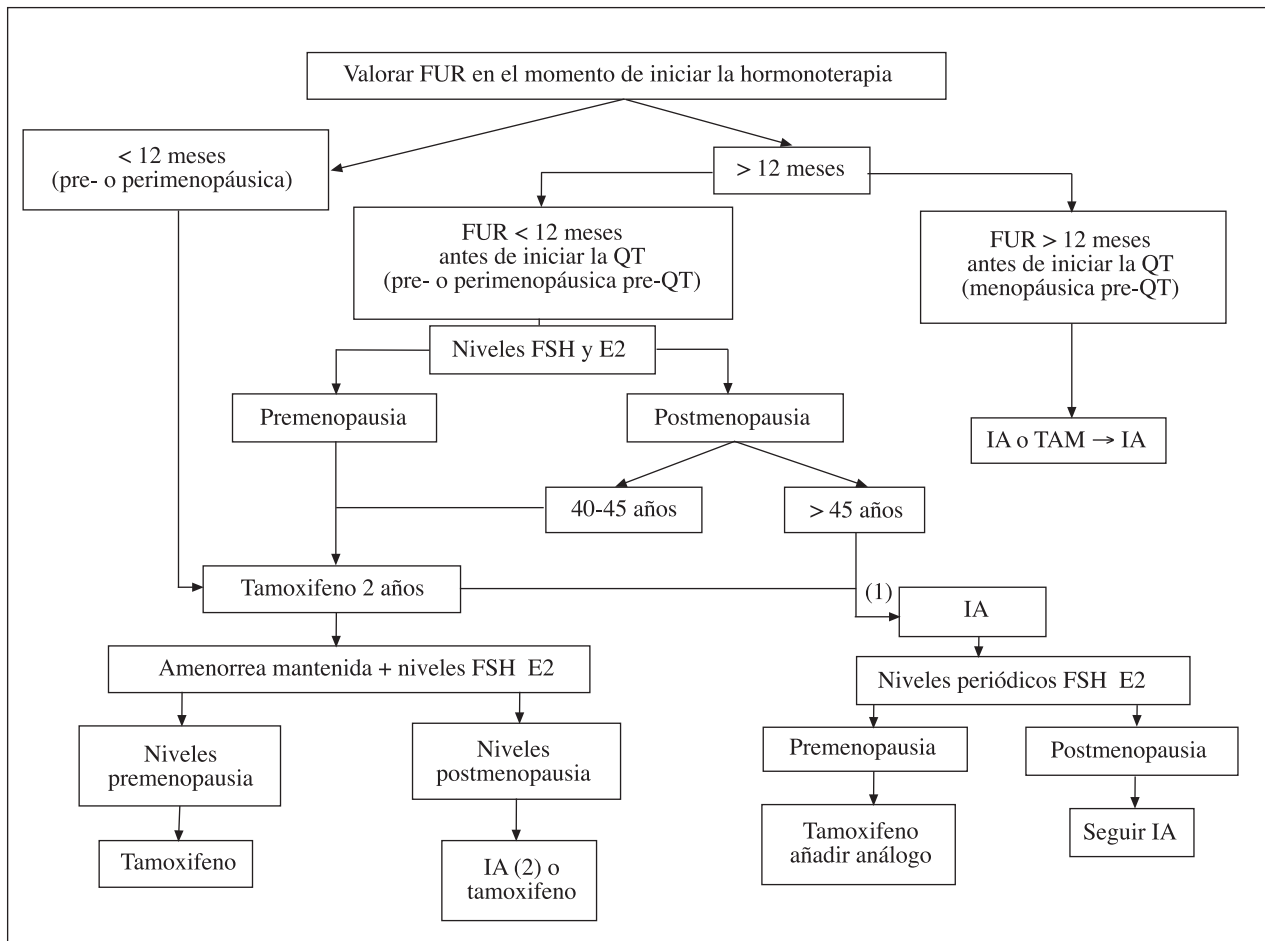 Valorar FUR en el momento de iniciar la hormonoterapia
< 12 meses
(pre- o perimenopáusica)
> 12 meses
FUR < 12 meses
antes de iniciar la QT
(pre- o perimenopáusica pre-QT)
FUR > 12 meses
antes de iniciar la QT
(menopáusica pre-QT)
Niveles FSH y E2
Premenopausia
Postmenopausia
IA o TAM → IA
40-45 años
> 45 años
Tamoxifeno 2 años
(1)
IA
Amenorrea mantenida + niveles FSH E2
Niveles periódicos FSH E2
Niveles
premenopausia
Niveles
postmenopausia
Premenopausia
Postmenopausia
Tamoxifeno
IA (2) o
tamoxifeno
Tamoxifeno
añadir análogo
Seguir IA